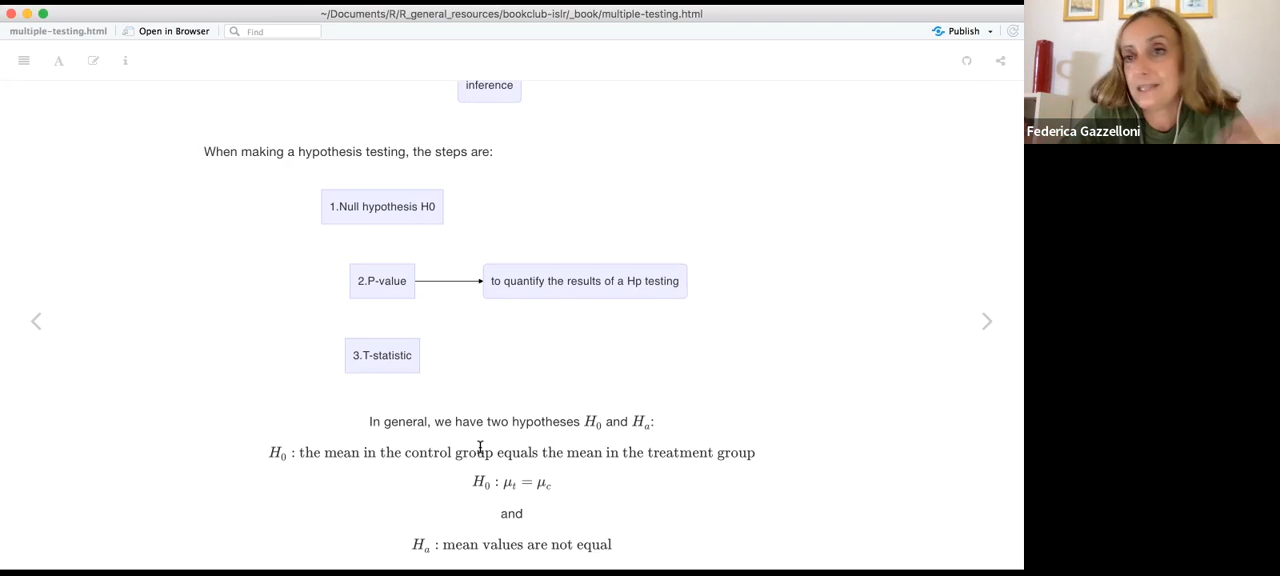 ~/Documents/R/R_general_resources/bookclub-islr/_book/multiple-testing.html
multiple-testing.html
Open in Browser
Find
Publish
A
i
inference
When making a hypothesis testing, the steps are:
1.Null hypothesis H0
2.P-value
to quantify the results of a Hp testing
3.T-statistic
In general, we have two hypotheses H₀ and Hₐ:
H₀ : the mean in the control group equals the mean in the treatment group
H₀ : μₜ = μ_c
and
Hₐ : mean values are not equal
Federica Gazzelloni